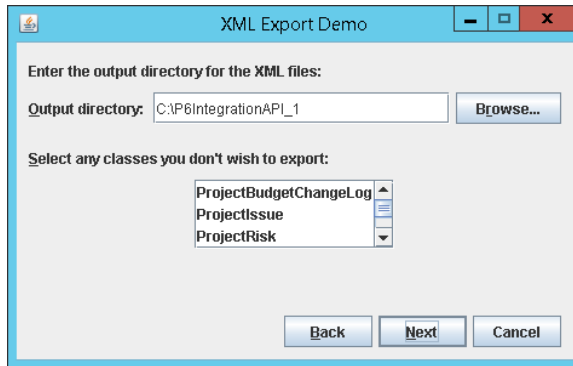 XML Export Demo
Enter the output directory for the XML files:
Output directory: C:\P6IntegrationAPI_1 Browse...
Select any classes you don't wish to export:
ProjectBudgetChangeLog
ProjectIssue
ProjectRisk
Back Next Cancel